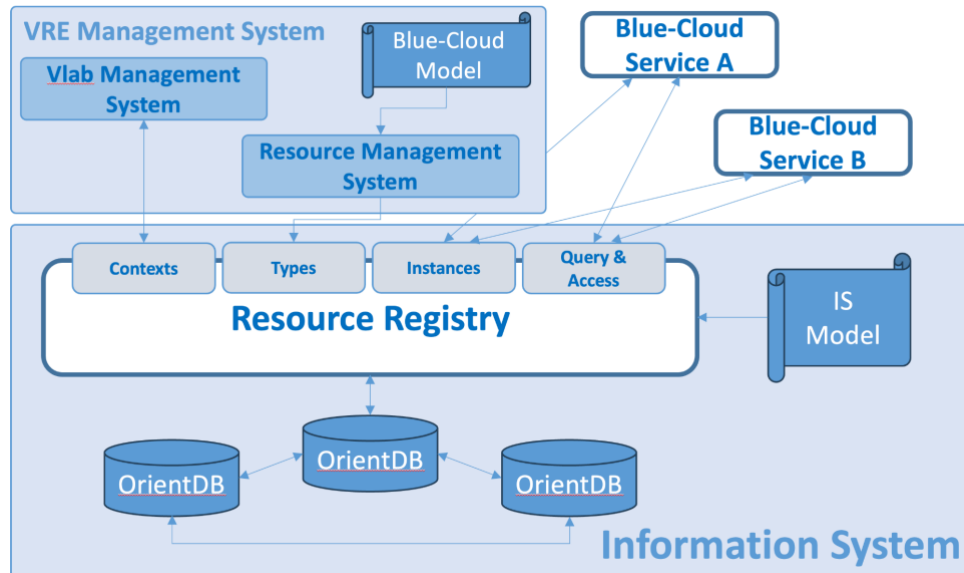 VRE Management System
Blue-Cloud
Model
Vlab Management
System
Resource Management
System
Blue-Cloud
Service A
Blue-Cloud
Service B
Contexts
Types
Instances
Query &
Access
Resource Registry
IS
Model
OrientDB
OrientDB
OrientDB
Information System